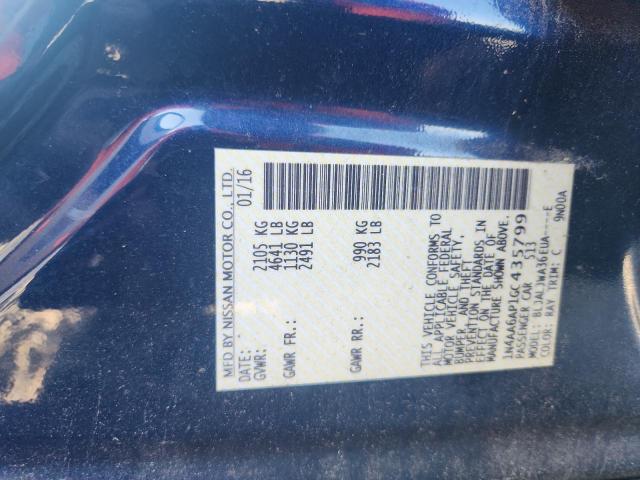 MFD BY NISSAN MOTOR CO., LTD.
DATE: 01/16
GVWR: 2105 KG
4641 LB
GAWR FR.: 1130 KG
2491 LB
GAWR RR.: 990 KG
2183 LB
THIS VEHICLE CONFORMS TO
ALL APPLICABLE FEDERAL
MOTOR VEHICLE SAFETY,
BUMPER, AND THEFT
PREVENTION STANDARDS IN
EFFECT ON THE DATE OF
MANUFACTURE SHOWN ABOVE.
1N4AA6AP1GC435799
PASSENGER CAR 513
MODEL: BLJALJWA36EUA----E
COLOR: RAY TRIM: C 9N00A